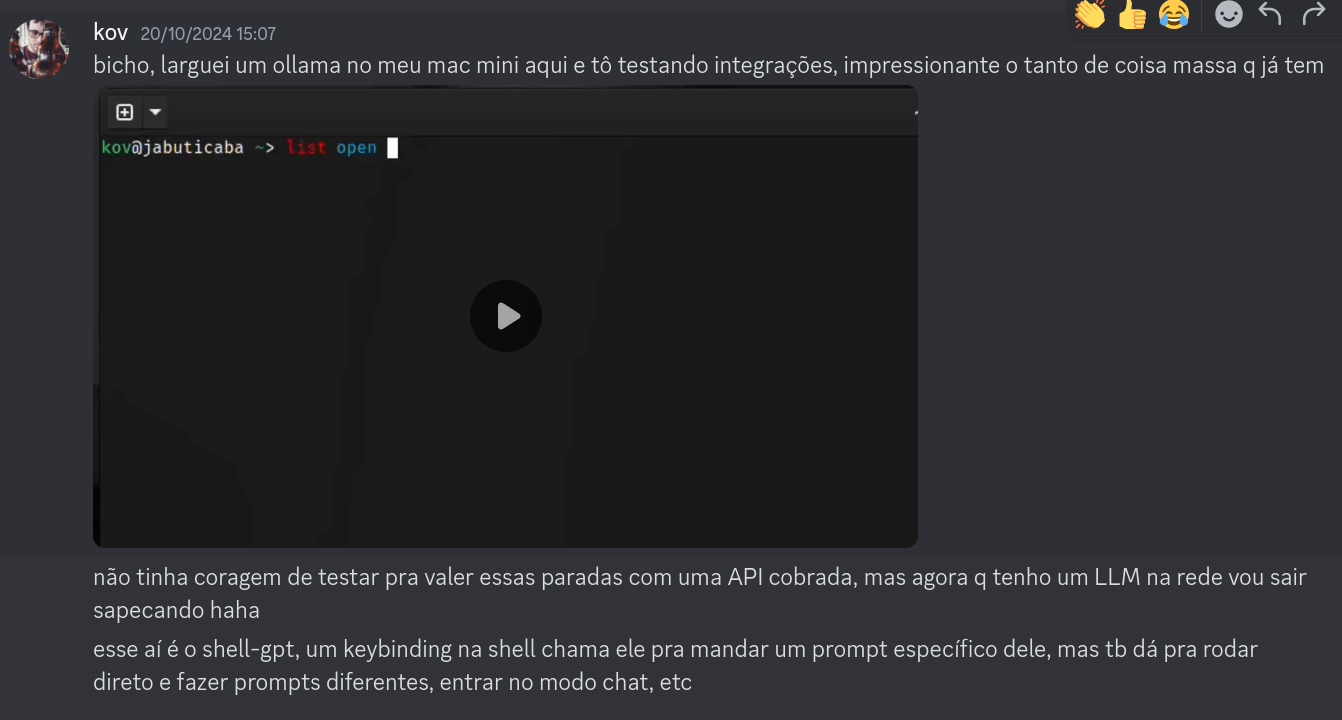 kov 20/10/2024 15:07
bicho, larguei um ollama no meu mac mini aqui e tô testando integrações, impressionante o tanto de coisa massa q já tem
kov@jabuticaba ~> list open
não tinha coragem de testar pra valer essas paradas com uma API cobrada, mas agora q tenho um LLM na rede vou sair
sapecando haha
esse aí é o shell-gpt, um keybinding na shell chama ele pra mandar um prompt específico dele, mas tb dá pra rodar
direto e fazer prompts diferentes, entrar no modo chat, etc